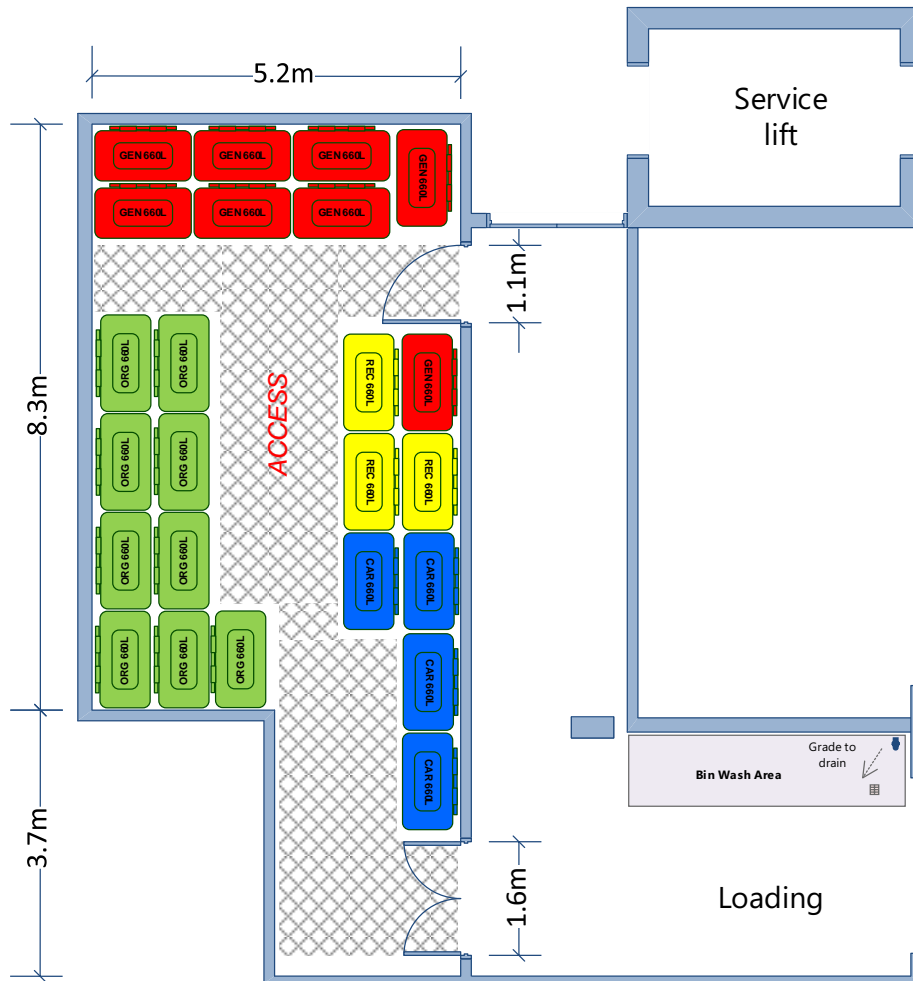 5.2m
Service
lift
GEN 660L
GEN 660L
GEN 660L
GEN 660L
GEN 660L
GEN 660L
GEN 660L
1.1m
8.3m
ACCESS
ORG 660L
ORG 660L
REC 660L
GEN 660L
ORG 660L
ORG 660L
REC 660L
REC 660L
ORG 660L
ORG 660L
CAR 660L
CAR 660L
ORG 660L
ORG 660L
ORG 660L
CAR 660L
CAR 660L
Grade to
drain
Bin Wash Area
3.7m
1.6m
Loading